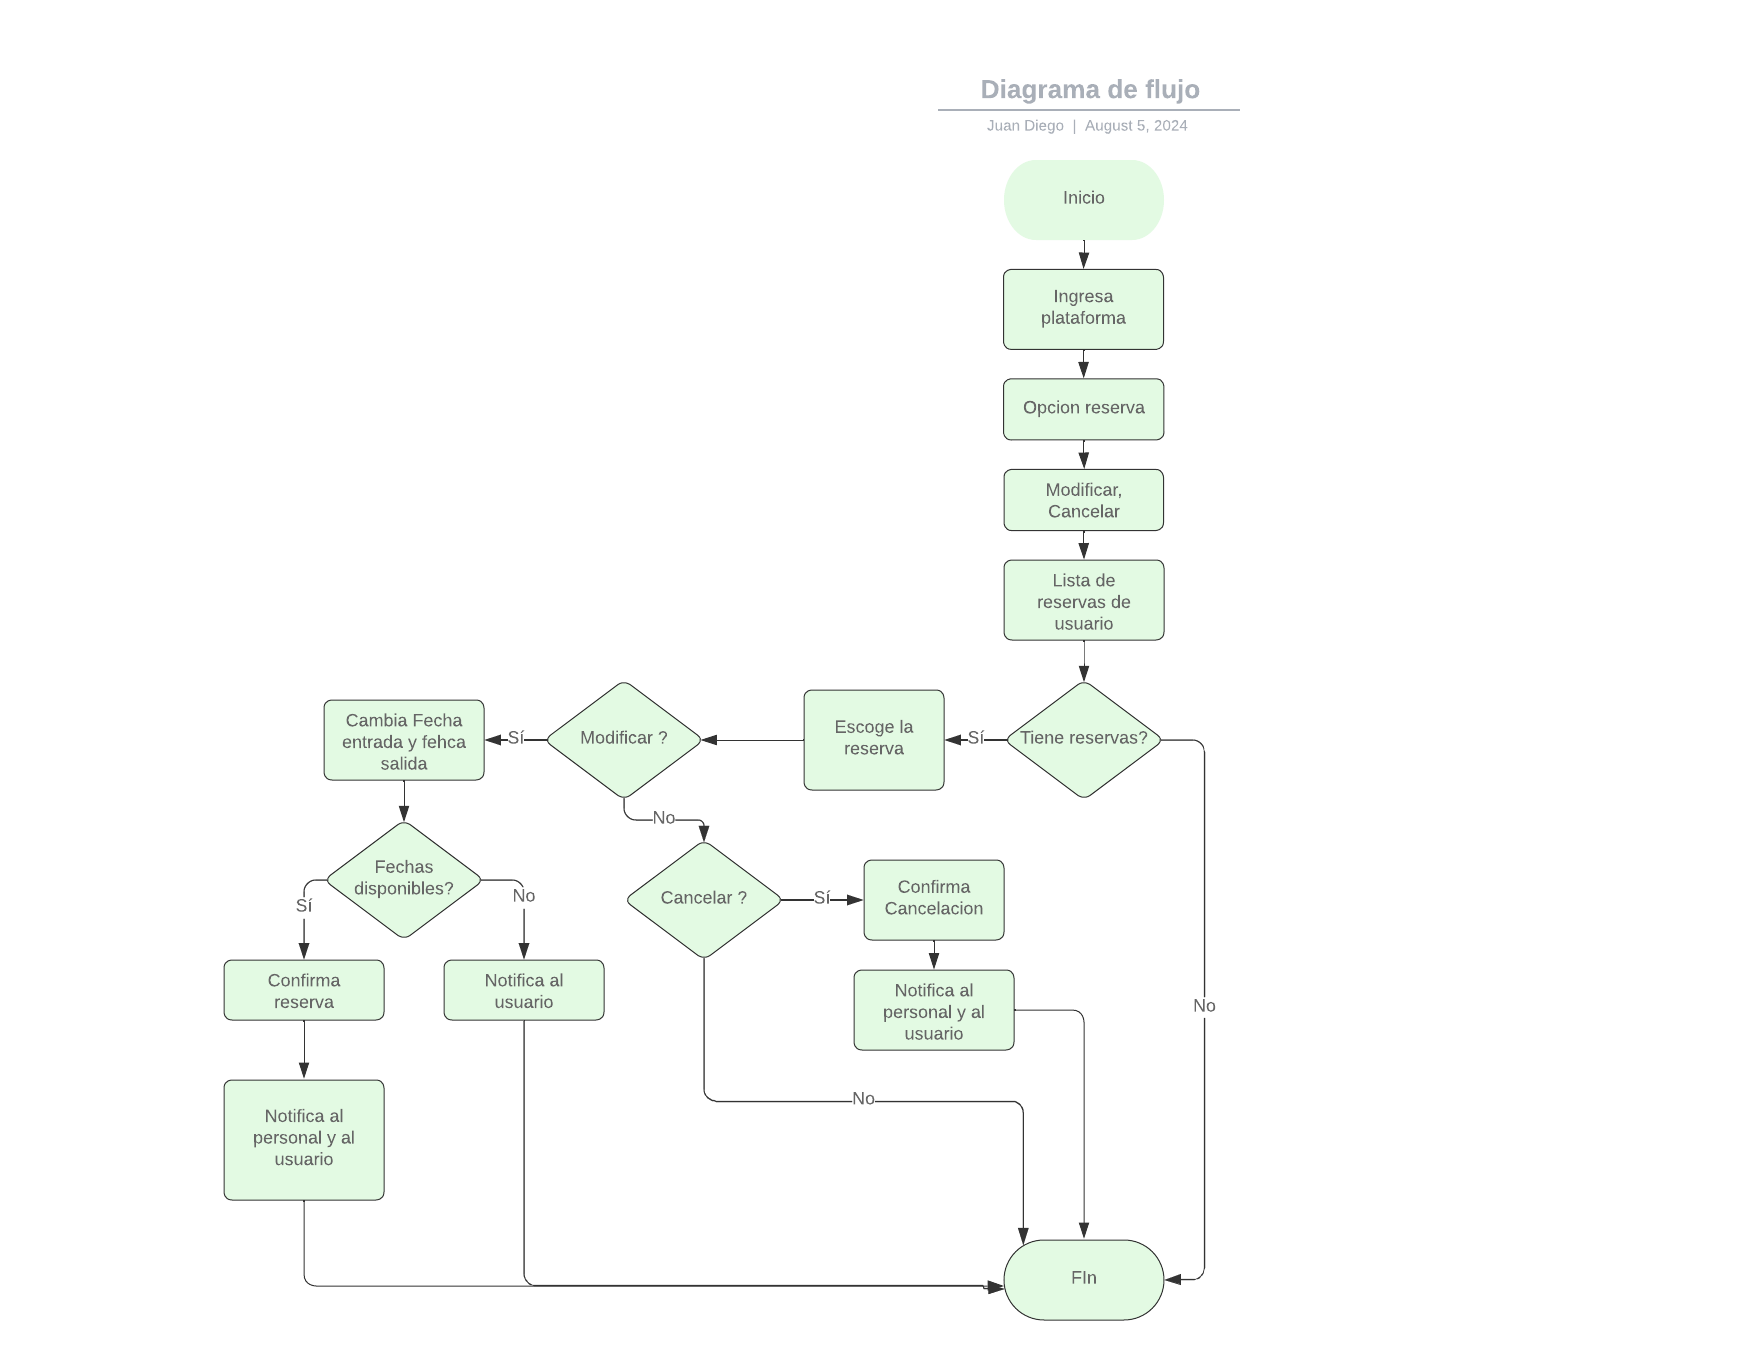 Diagrama de flujo
Juan Diego | August 5, 2024
Inicio
Ingresa
plataforma
Opcion reserva
Modificar,
Cancelar
Lista de
reservas de
usuario
Tiene reservas?
Sí
No
Escoge la
reserva
Modificar ?
Sí
No
Cambia Fecha
entrada y fehca
salida
Fechas
disponibles?
Sí
No
Confirma
reserva
Notifica al
usuario
Notifica al
personal y al
usuario
Cancelar ?
Sí
No
Confirma
Cancelacion
Notifica al
personal y al
usuario
FIn